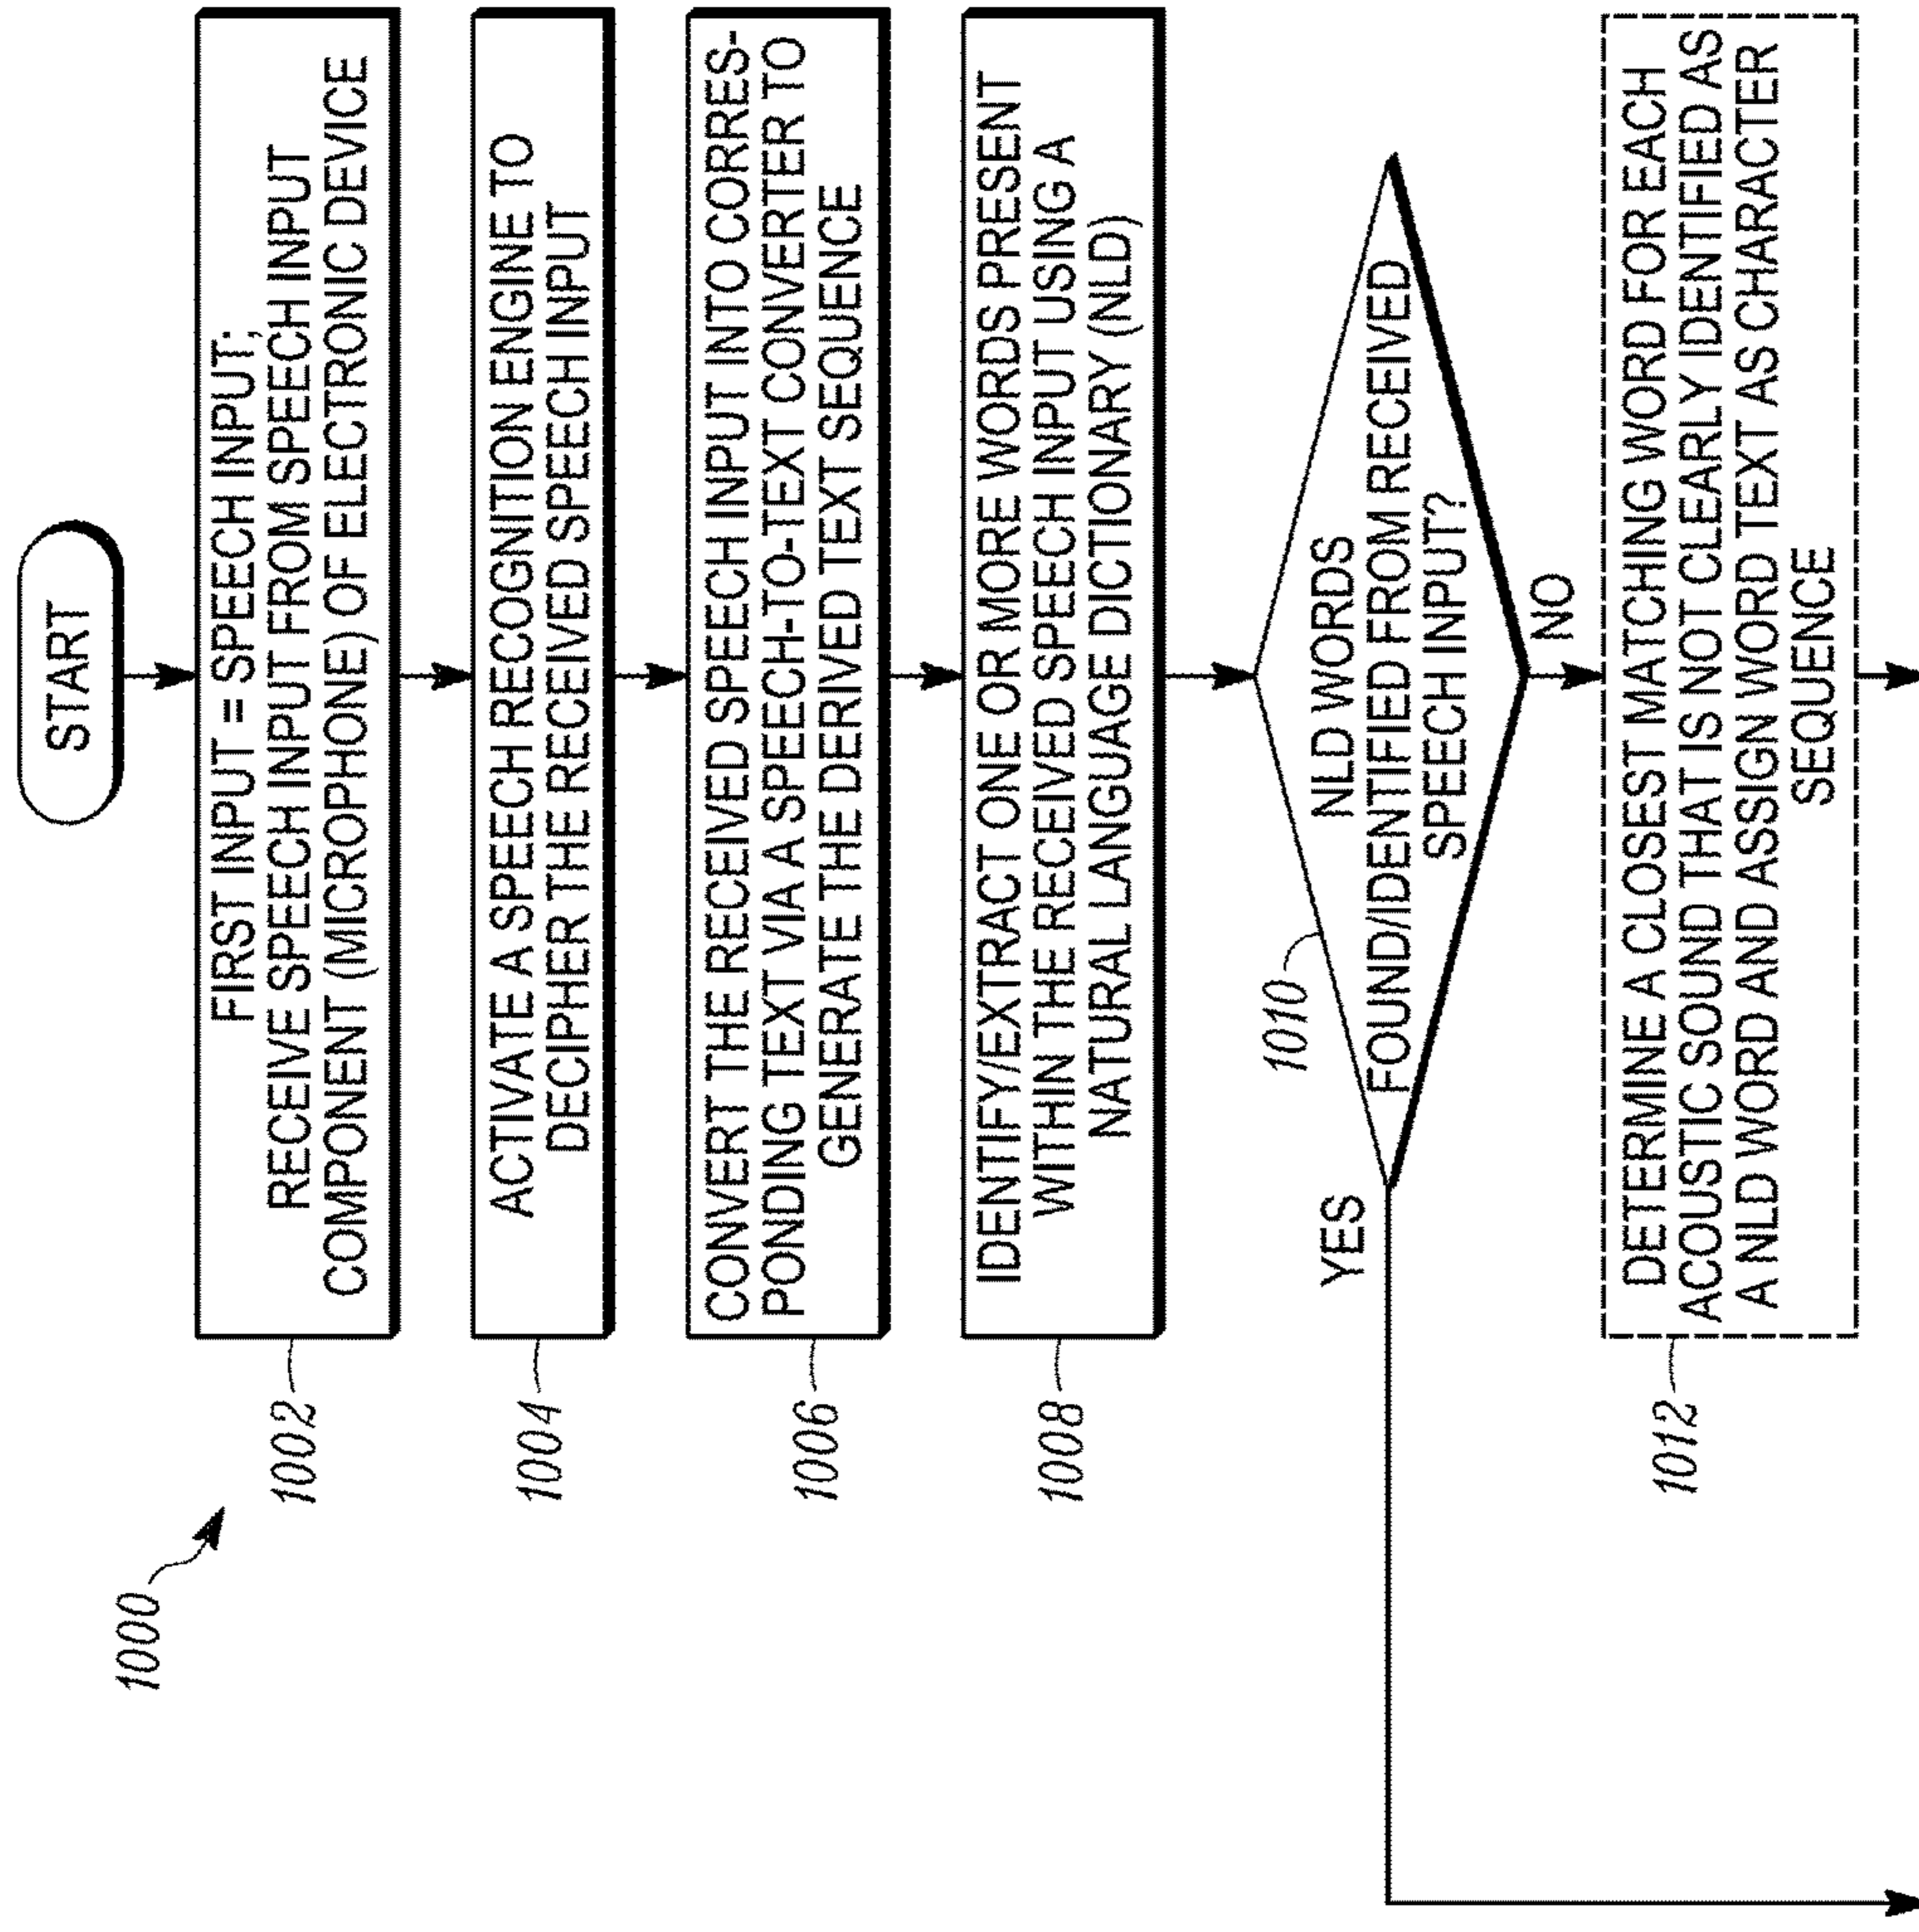 1000
START
1002
FIRST INPUT = SPEECH INPUT;
RECEIVE SPEECH INPUT FROM SPEECH INPUT
COMPONENT (MICROPHONE) OF ELECTRONIC DEVICE
1004
ACTIVATE A SPEECH RECOGNITION ENGINE TO
DECIPHER THE RECEIVED SPEECH INPUT
1006
CONVERT THE RECEIVED SPEECH INPUT INTO CORRES-
PONDING TEXT VIA A SPEECH-TO-TEXT CONVERTER TO
GENERATE THE DERIVED TEXT SEQUENCE
1008
IDENTIFY/EXTRACT ONE OR MORE WORDS PRESENT
WITHIN THE RECEIVED SPEECH INPUT USING A
NATURAL LANGUAGE DICTIONARY (NLD)
1010
NLD WORDS
FOUND/IDENTIFIED FROM RECEIVED
SPEECH INPUT?
YES
NO
1012
DETERMINE A CLOSEST MATCHING WORD FOR EACH
ACOUSTIC SOUND THAT IS NOT CLEARLY IDENTIFIED AS
A NLD WORD AND ASSIGN WORD TEXT AS CHARACTER
SEQUENCE